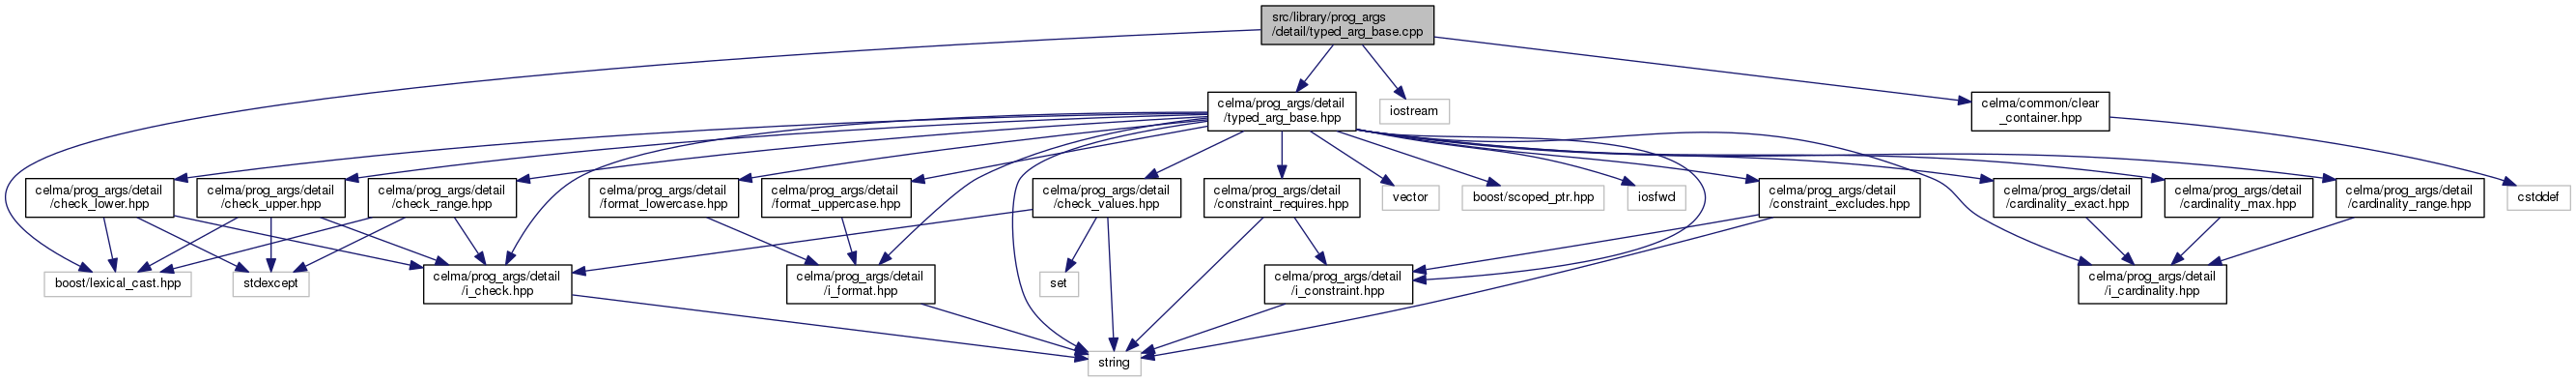 src/library/prog_args
/detail/typed_arg_base.cpp
celma/prog_args/detail
/typed_arg_base.hpp
iostream
celma/common/clear
_container.hpp
celma/prog_args/detail
/check_lower.hpp
celma/prog_args/detail
/check_upper.hpp
celma/prog_args/detail
/check_range.hpp
celma/prog_args/detail
/format_lowercase.hpp
celma/prog_args/detail
/format_uppercase.hpp
celma/prog_args/detail
/check_values.hpp
celma/prog_args/detail
/constraint_requires.hpp
vector
boost/scoped_ptr.hpp
iosfwd
celma/prog_args/detail
/constraint_excludes.hpp
celma/prog_args/detail
/cardinality_exact.hpp
celma/prog_args/detail
/cardinality_max.hpp
celma/prog_args/detail
/cardinality_range.hpp
cstddef
boost/lexical_cast.hpp
stdexcept
celma/prog_args/detail
/i_check.hpp
celma/prog_args/detail
/i_format.hpp
set
celma/prog_args/detail
/i_constraint.hpp
celma/prog_args/detail
/i_cardinality.hpp
string